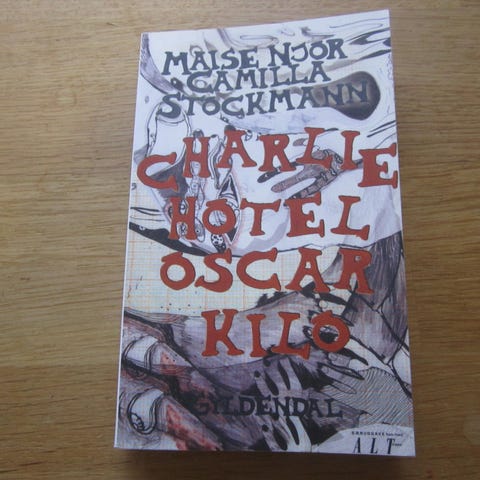 MAISE NJOR
CAMILLA
STOCKMANN
CHARLIE
HOTEL
OSCAR
KILO
GYLDENDAL
ALT